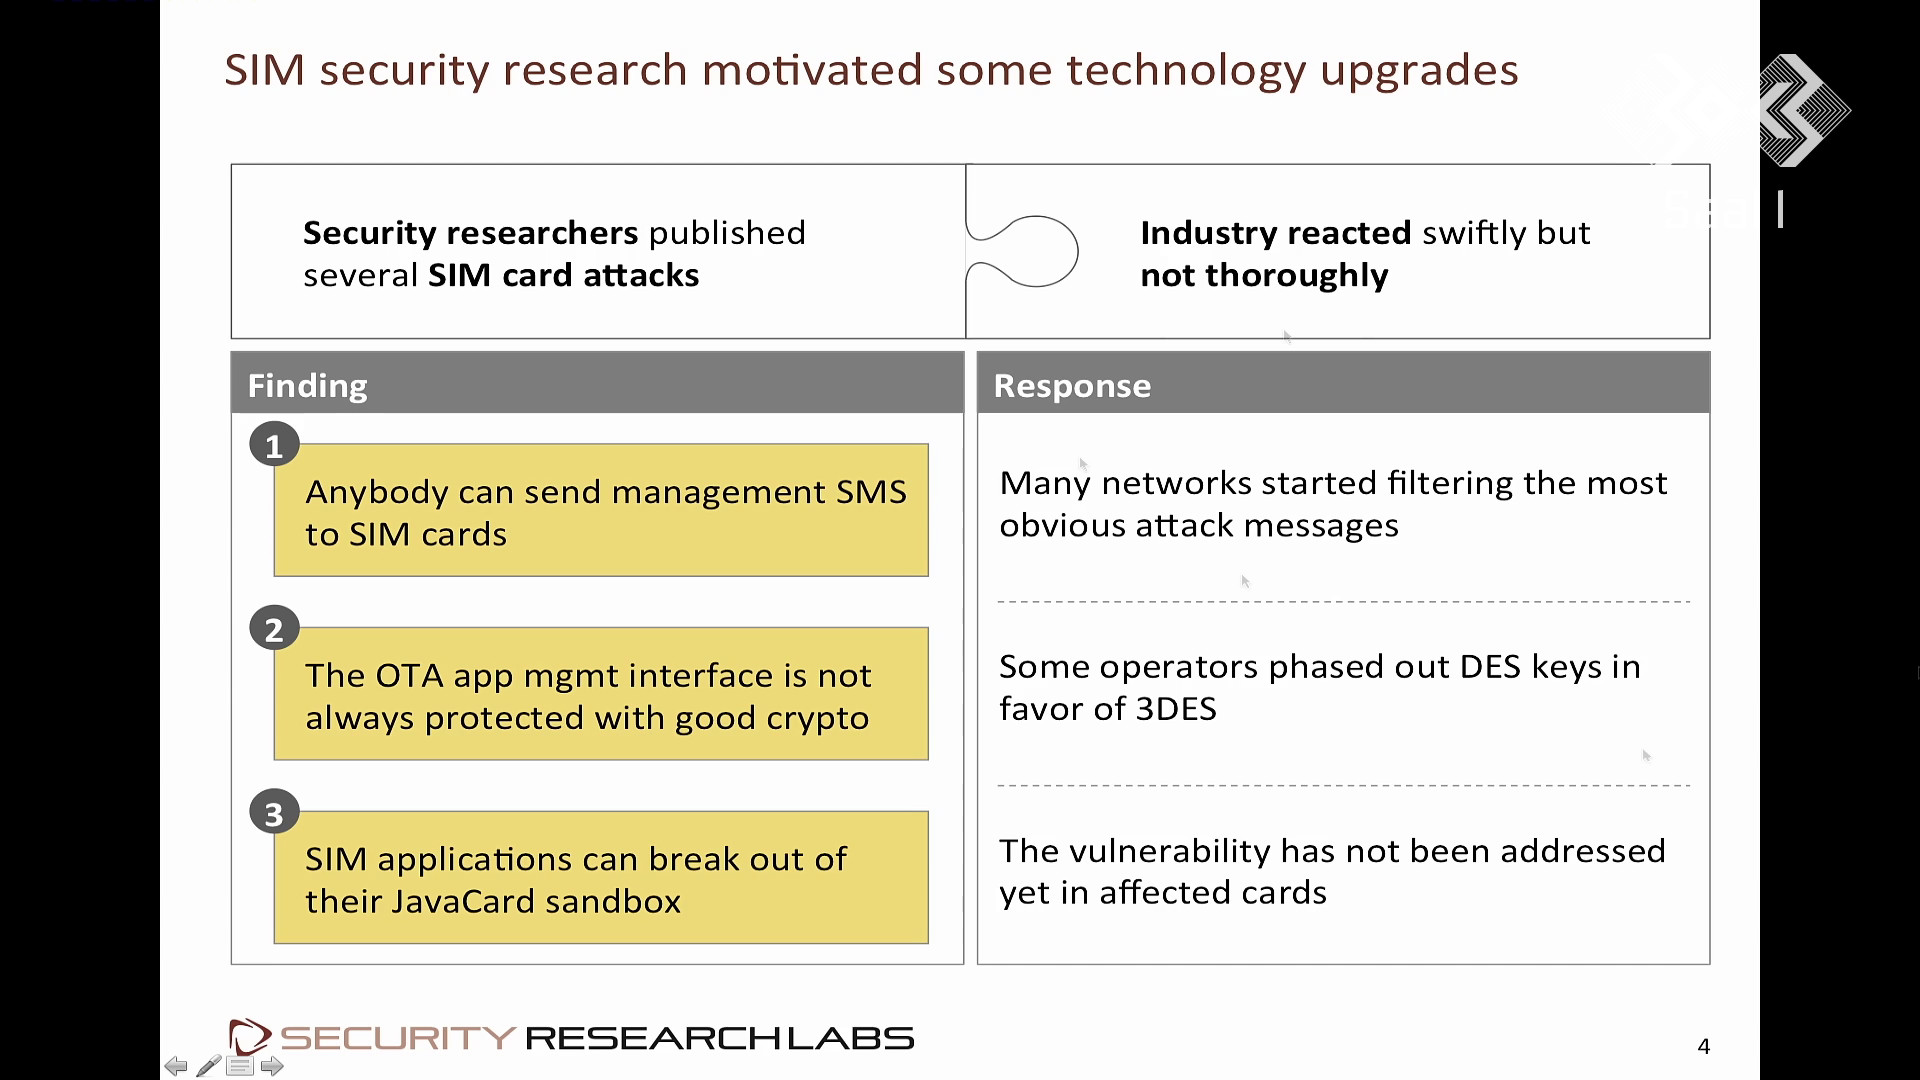 SIM security research motivated some technology upgrades
Security researchers published
several SIM card attacks
Industry reacted swiftly but
not thoroughly
Finding
Response
1
Anybody can send management SMS
to SIM cards
Many networks started filtering the most
obvious attack messages
2
The OTA app mgmt interface is not
always protected with good crypto
Some operators phased out DES keys in
favor of 3DES
3
SIM applications can break out of
their JavaCard sandbox
The vulnerability has not been addressed
yet in affected cards
SECURITY RESEARCH LABS
4